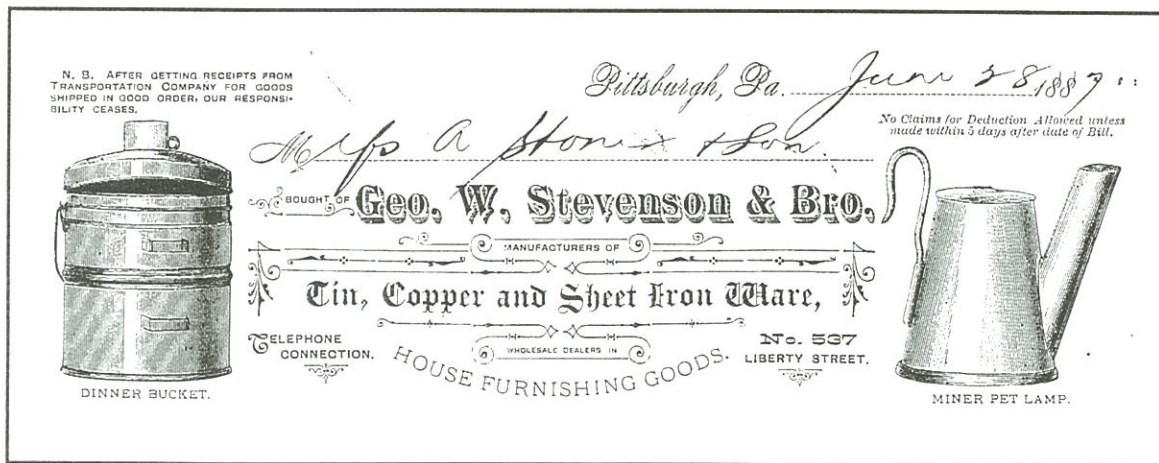 N. B. AFTER GETTING RECEIPTS FROM
TRANSPORTATION COMPANY FOR GOODS
SHIPPED IN GOOD ORDER, OUR RESPONSI-
BILITY CEASES.
Pittsburgh, Pa. June 28 1887
No Claims for Deduction Allowed unless
made within 5 days after date of Bill.
M A & Son
BOUGHT OF Geo. W. Stevenson & Bro.,
MANUFACTURERS OF
Tin, Copper and Sheet Iron Ware,
TELEPHONE
CONNECTION.
WHOLESALE DEALERS IN
HOUSE FURNISHING GOODS.
No. 537
LIBERTY STREET.
DINNER BUCKET.
MINER PET LAMP.